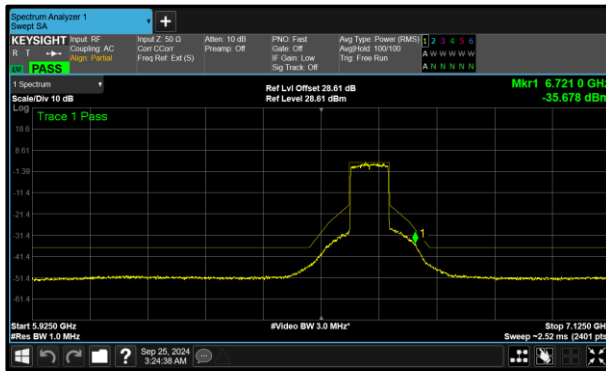 Spectrum Analyzer 1
Swept SA
+
KEYSIGHT
R T
LW
PASS
Input: RF
Coupling: AC
Align: Partial
Input Z: 50 Ω
Corr CCorr
Freq Ref: Ext (S)
Atten: 10 dB
Preamp: Off
PNO: Fast
Gate: Off
IF Gain: Low
Sig Track: Off
Avg Type: Power (RMS)
Avg|Hold: 100/100
Trig: Free Run
1 2 3 4 5 6
A W W W W W
A N N N N N
1 Spectrum
Scale/Div 10 dB
Ref Lvl Offset 28.61 dB
Ref Level 28.61 dBm
Mkr1 6.721 0 GHz
-35.678 dBm
Log
Trace 1 Pass
18.6
8.61
-1.39
-11.4
-21.4
-31.4
-41.4
-51.4
-61.4
1
Start 5.9250 GHz
#Res BW 1.0 MHz
#Video BW 3.0 MHz*
Stop 7.1250 GHz
Sweep ~2.52 ms (2401 pts)
?
Sep 25, 2024
3:24:38 AM